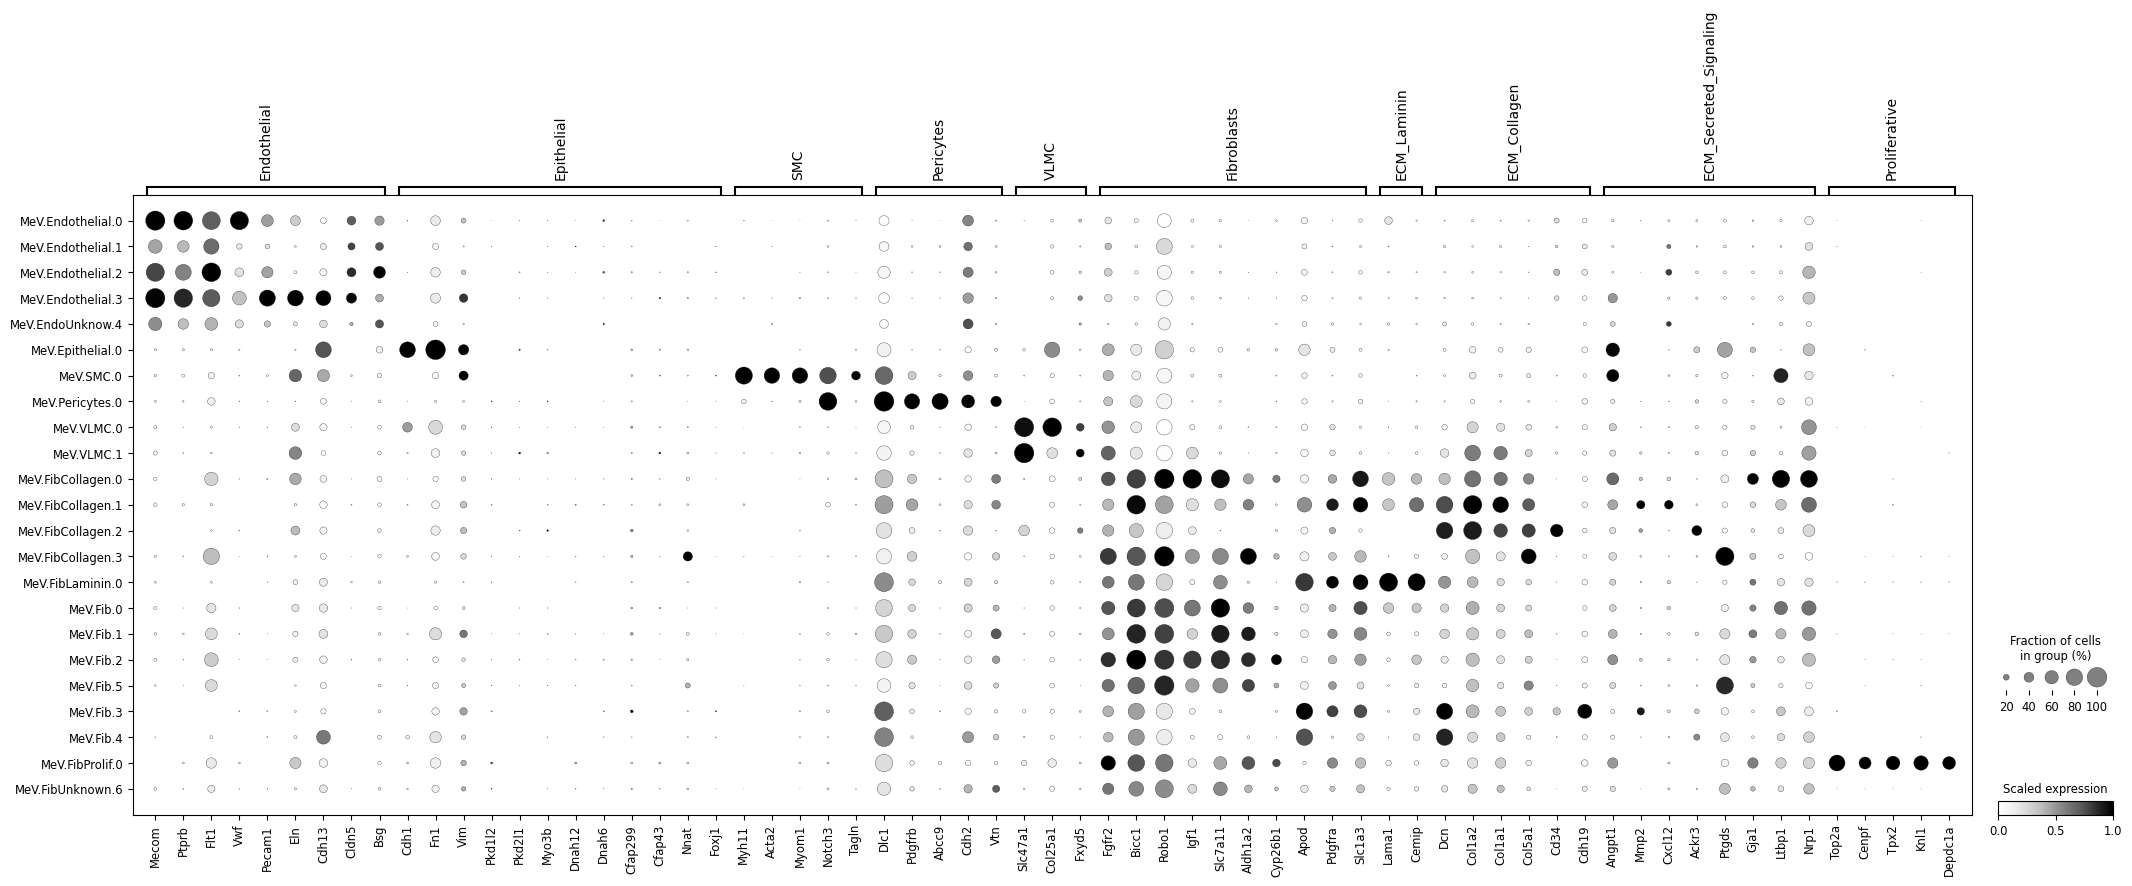 Endothelial
Epithelial
SMC
Pericytes
VLMC
Fibroblasts
ECM_Laminin
ECM_Collagen
ECM_Secreted_Signaling
Proliferative
MeV.Endothelial.0
MeV.Endothelial.1
MeV.Endothelial.2
MeV.Endothelial.3
MeV.EndoUnknow.4
MeV.Epithelial.0
MeV.SMC.0
MeV.Pericytes.0
MeV.VLMC.0
MeV.VLMC.1
MeV.FibCollagen.0
MeV.FibCollagen.1
MeV.FibCollagen.2
MeV.FibCollagen.3
MeV.FibLaminin.0
MeV.Fib.0
MeV.Fib.1
MeV.Fib.2
MeV.Fib.5
MeV.Fib.3
MeV.Fib.4
MeV.FibProlif.0
MeV.FibUnknown.6
Mecom
Ptprb
Flt1
Vwf
Pecam1
Eln
Cdh13
Cldn5
Bsg
Cdh1
Fn1
Vim
Pkd1l2
Pkd2l1
Myo3b
Dnah12
Dnah6
Cfap299
Cfap43
Nnat
Foxj1
Myh11
Acta2
Myom1
Notch3
Tagln
Dlc1
Pdgfrb
Abcc9
Cdh2
Vtn
Slc47a1
Col25a1
Fxyd5
Fgfr2
Bicc1
Robo1
Igf1
Slc7a11
Aldh1a2
Cyp26b1
Apod
Pdgfra
Slc1a3
Lama1
Cemip
Dcn
Col1a2
Col1a1
Col5a1
Cd34
Cdh19
Angpt1
Mmp2
Cxcl12
Ackr3
Ptgds
Gja1
Ltbp1
Nrp1
Top2a
Cenpf
Tpx2
Knl1
Depdc1a
Fraction of cells
in group (%)
20 40 60 80 100
Scaled expression
0.0 0.5 1.0